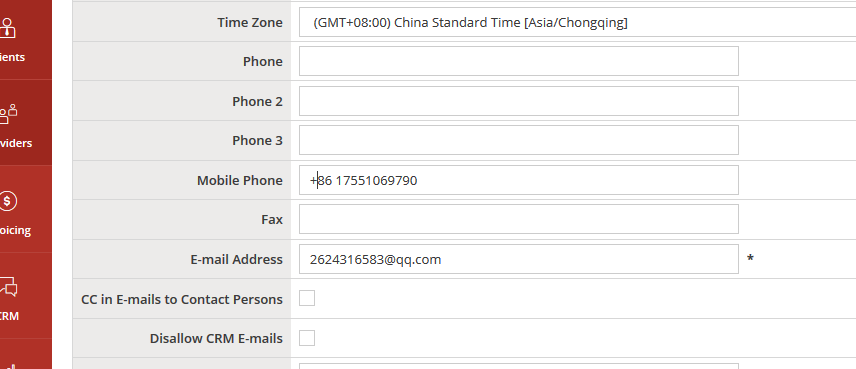 Time Zone (GMT+08:00) China Standard Time [Asia/Chongqing]
ients
Phone
Phone 2
viders
Phone 3
Mobile Phone +86 17551069790
Fax
oicing
E-mail Address 2624316583@qq.com *
CC in E-mails to Contact Persons
CRM
Disallow CRM E-mails